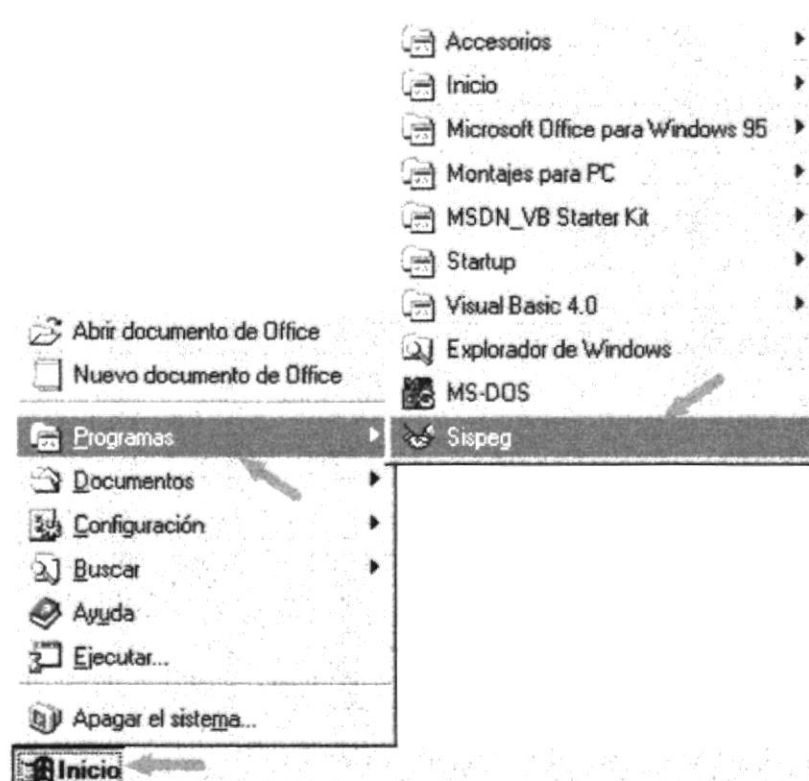 Accesorios
Inicio
Microsoft Office para Windows 95
Montajes para PC
MSDN_VB Starter Kit
Startup
Visual Basic 4.0
Explorador de Windows
MS-DOS
Sispeg
Abrir documento de Office
Nuevo documento de Office
Programas
Documentos
Configuración
Buscar
Ayuda
Ejecutar...
Apagar el sistema...
Inicio